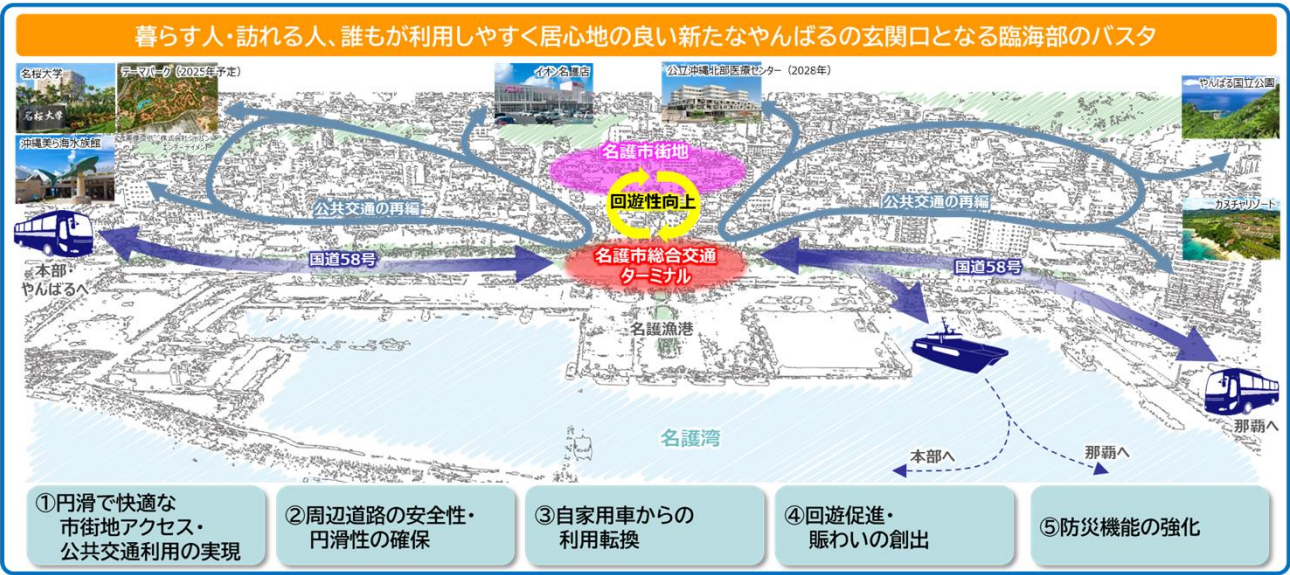 暮らす人・訪れる人、誰もが利用しやすく居心地の良い新たなやんばるの玄関口となる臨海部のバスタ
名桜大学
名桜大学
テーマパーク（2025年予定）
イオン名護店
公立沖縄北部医療センター（2028年）
やんばる国立公園
沖縄美ら海水族館
カヌチャリゾート
名護市街地
回遊性向上
公共交通の再編
公共交通の再編
名護市総合交通
ターミナル
国道58号
国道58号
本部・
やんばるへ
名護漁港
名護湾
本部へ
那覇へ
那覇へ
①円滑で快適な
市街地アクセス・
公共交通利用の実現
②周辺道路の安全性・
円滑性の確保
③自家用車からの
利用転換
④回遊促進・
賑わいの創出
⑤防災機能の強化